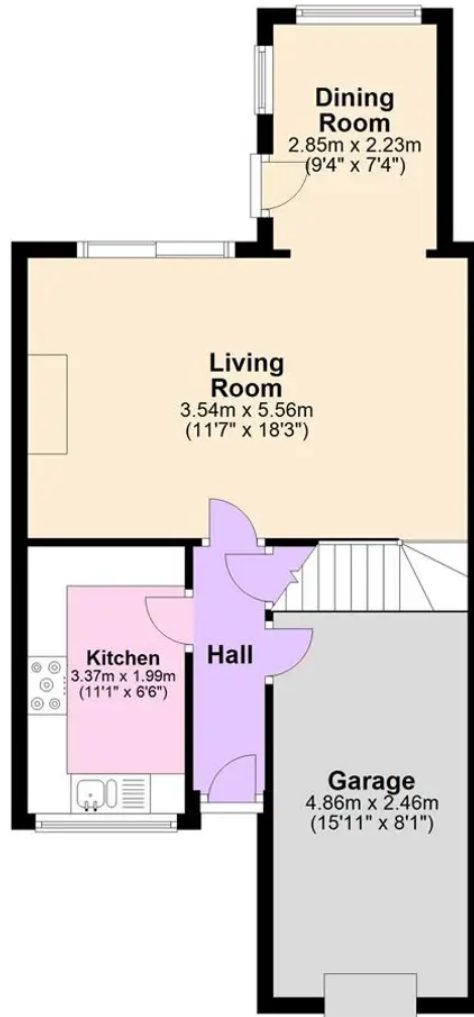 Dining
Room
2.85m x 2.23m
(9'4" x 7'4")
Living
Room
3.54m x 5.56m
(11'7" x 18'3")
Kitchen
3.37m x 1.99m
(11'1" x 6'6")
Hall
Garage
4.86m x 2.46m
(15'11" x 8'1")